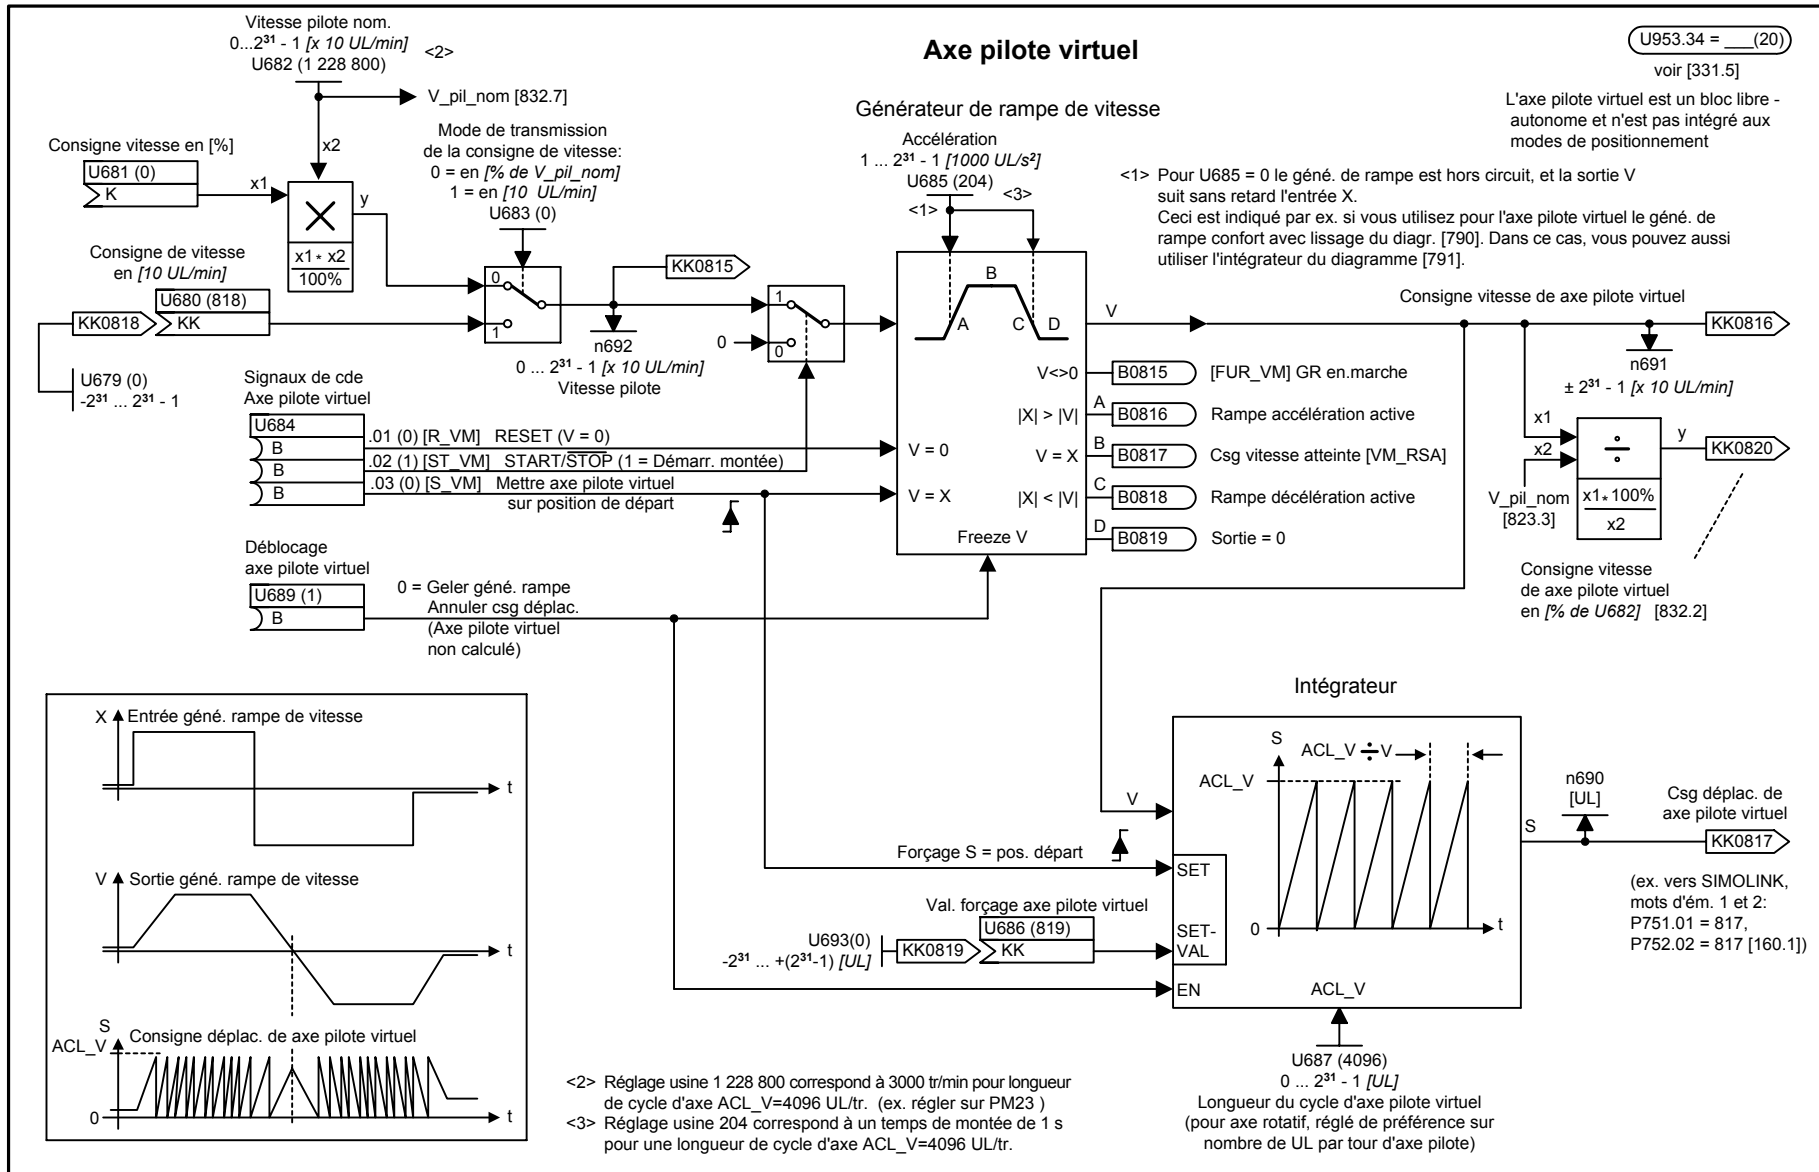 Axe pilote virtuel
U953.34 = ___(20)
voir [331.5]
L'axe pilote virtuel est un bloc libre -
autonome et n'est pas intégré aux
modes de positionnement
Vitesse pilote nom.
0...2³¹ - 1 [x 10 UL/min]
<2>
U682 (1 228 800)
V_pil_nom [832.7]
Consigne vitesse en [%]
U681 (0)
K
x1
x2
y
x1 * x2
100%
Mode de transmission
de la consigne de vitesse:
0 = en [% de V_pil_nom]
1 = en [10 UL/min]
U683 (0)
Consigne de vitesse
en [10 UL/min]
U680 (818)
KK0818
KK
U679 (0)
-2³¹ ... 2³¹ - 1
0
1
KK0815
n692
0 ... 2³¹ - 1 [x 10 UL/min]
Vitesse pilote
1
0
0
Générateur de rampe de vitesse
Accélération
1 ... 2³¹ - 1 [1000 UL/s²]
U685 (204)
<1>
<3>
<1> Pour U685 = 0 le géné. de rampe est hors circuit, et la sortie V
suit sans retard l'entrée X.
Ceci est indiqué par ex. si vous utilisez pour l'axe pilote virtuel le géné. de
rampe confort avec lissage du diagr. [790]. Dans ce cas, vous pouvez aussi
utiliser l'intégrateur du diagramme [791].
A
B
C
D
V
V = 0
V = X
Freeze V
V<>0
B0815
[FUR_VM] GR en.marche
|X| > |V|
A
B0816
Rampe accélération active
V = X
B
B0817
Csg vitesse atteinte [VM_RSA]
|X| < |V|
C
B0818
Rampe décélération active
D
B0819
Sortie = 0
Consigne vitesse de axe pilote virtuel
KK0816
n691
± 2³¹ - 1 [x 10 UL/min]
x1
x2
÷
y
KK0820
V_pil_nom
[823.3]
x1*100%
x2
Consigne vitesse
de axe pilote virtuel
en [% de U682] [832.2]
Signaux de cde
Axe pilote virtuel
U684
B
.01 (0) [R_VM] RESET (V = 0)
B
.02 (1) [ST_VM] START/STOP (1 = Démarr. montée)
B
.03 (0) [S_VM] Mettre axe pilote virtuel
sur position de départ
Déblocage
axe pilote virtuel
U689 (1)
B
0 = Geler géné. rampe
Annuler csg déplac.
(Axe pilote virtuel
non calculé)
X
Entrée géné. rampe de vitesse
t
V
Sortie géné. rampe de vitesse
t
S
ACL_V
Consigne déplac. de axe pilote virtuel
0
t
Intégrateur
S
ACL_V ÷ V
ACL_V
0
t
V
Forçage S = pos. départ
SET
Val. forçage axe pilote virtuel
U686 (819)
U693(0)
-2³¹ ... +(2³¹-1) [UL]
KK0819
KK
SET-
VAL
EN
ACL_V
U687 (4096)
0 ... 2³¹ - 1 [UL]
Longueur du cycle d'axe pilote virtuel
(pour axe rotatif, réglé de préférence sur
nombre de UL par tour d'axe pilote)
S
n690
[UL]
Csg déplac. de
axe pilote virtuel
KK0817
(ex. vers SIMOLINK,
mots d'ém. 1 et 2:
P751.01 = 817,
P752.02 = 817 [160.1])
<2> Réglage usine 1 228 800 correspond à 3000 tr/min pour longueur
de cycle d'axe ACL_V=4096 UL/tr. (ex. régler sur PM23 )
<3> Réglage usine 204 correspond à un temps de montée de 1 s
pour une longueur de cycle d'axe ACL_V=4096 UL/tr.